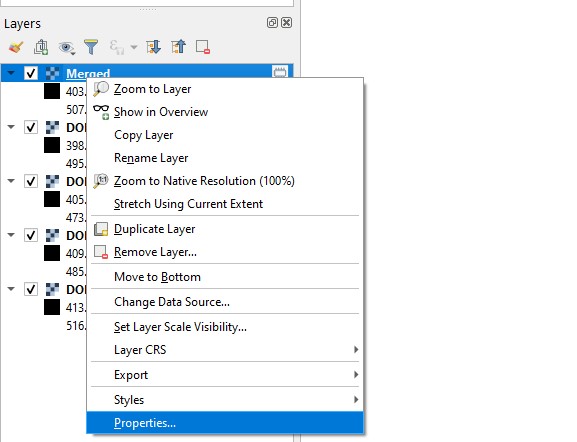 Layers
Merged
403.
507.
DOI
398.
495.
DOI
405.
473.
DOI
409.
485.
DOI
413.
516.
Zoom to Layer
Show in Overview
Copy Layer
Rename Layer
Zoom to Native Resolution (100%)
Stretch Using Current Extent
Duplicate Layer
Remove Layer...
Move to Bottom
Change Data Source...
Set Layer Scale Visibility...
Layer CRS
Export
Styles
Properties...